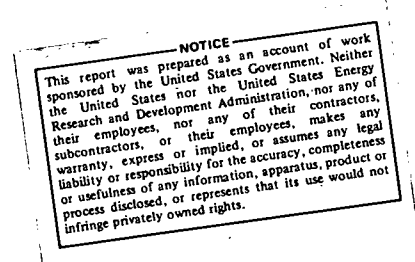 NOTICE
This report was prepared as an account of work
sponsored by the United States Government. Neither
the United States nor the United States Energy
Research and Development Administration, nor any of
their employees, nor any of their contractors,
subcontractors, or their employees, makes any
warranty, express or implied, or assumes any legal
liability or responsibility for the accuracy, completeness
or usefulness of any information, apparatus, product or
process disclosed, or represents that its use would not
infringe privately owned rights.